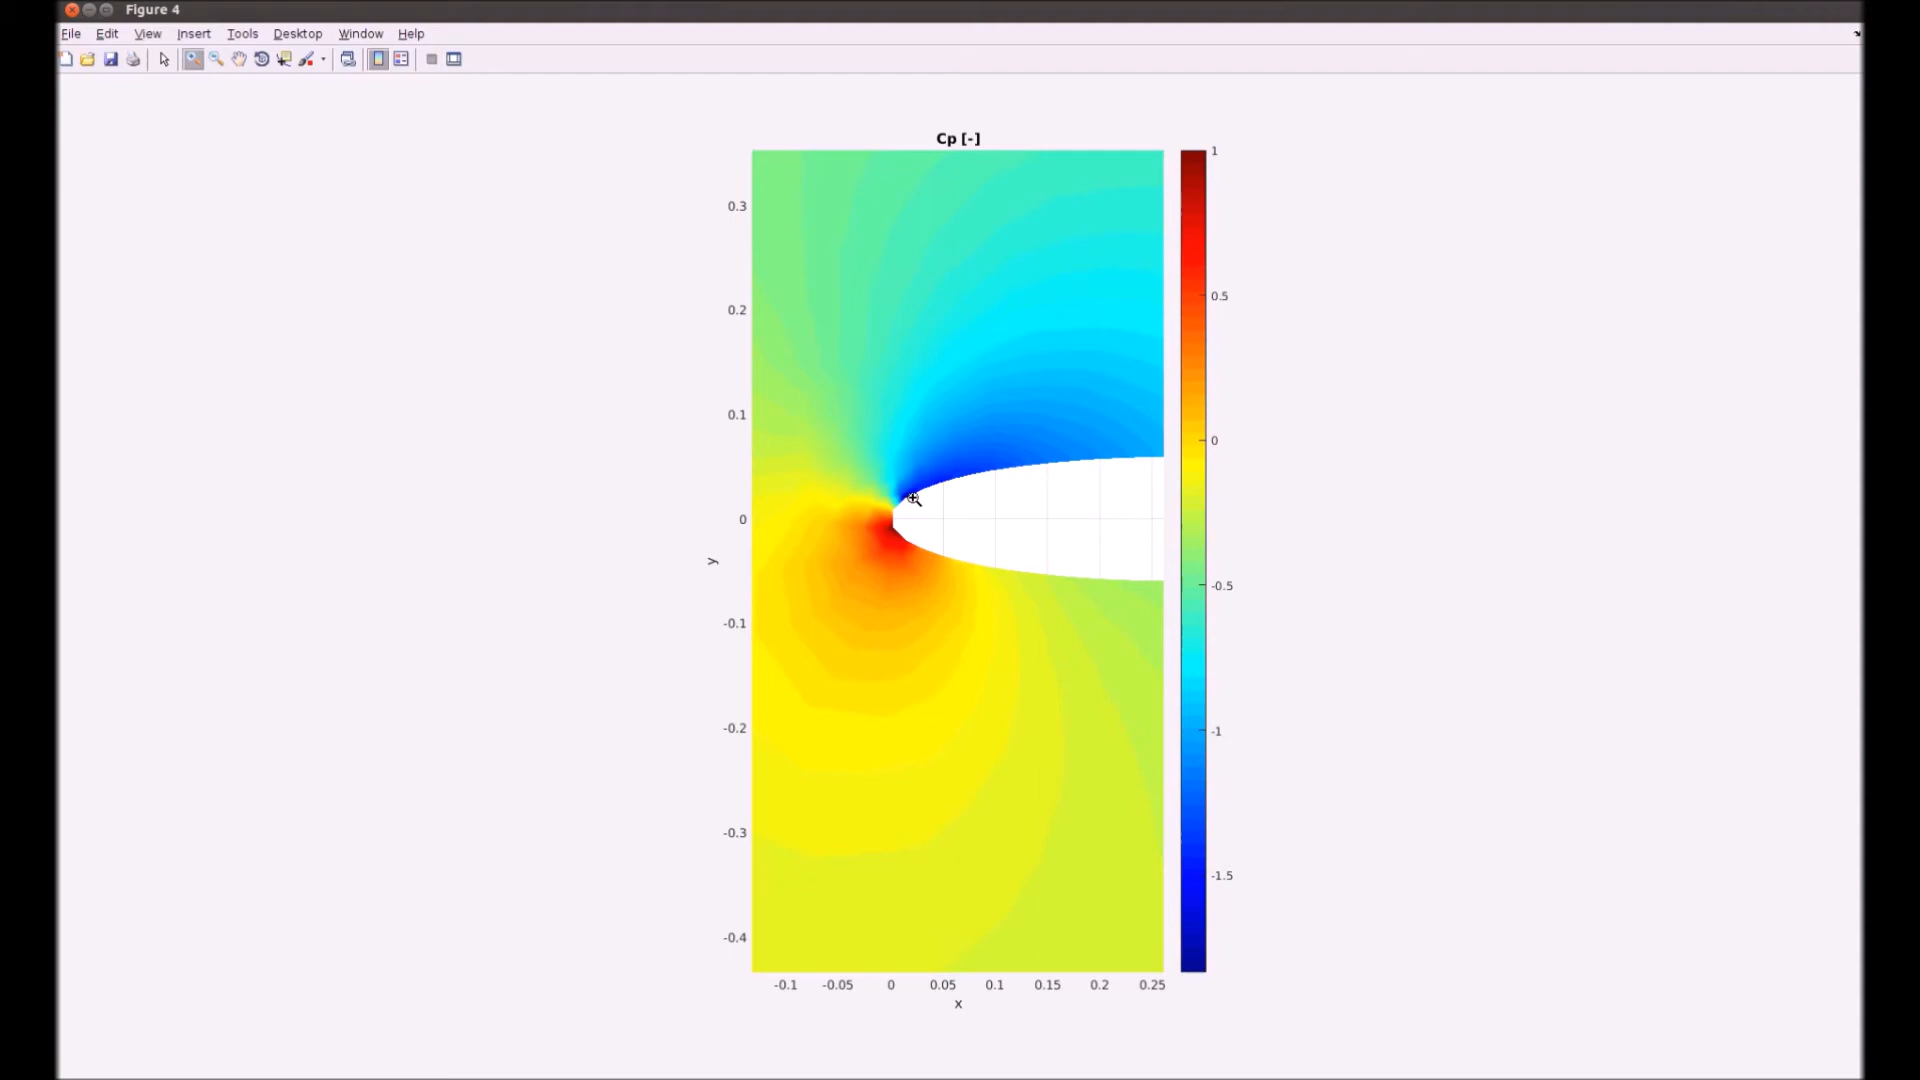 Figure 4
File Edit View Insert Tools Desktop Window Help
Cp [-]
0.3
0.2
0.1
0
-0.1
-0.2
-0.3
-0.4
y
-0.1 -0.05 0 0.05 0.1 0.15 0.2 0.25
x
1
0.5
0
-0.5
-1
-1.5